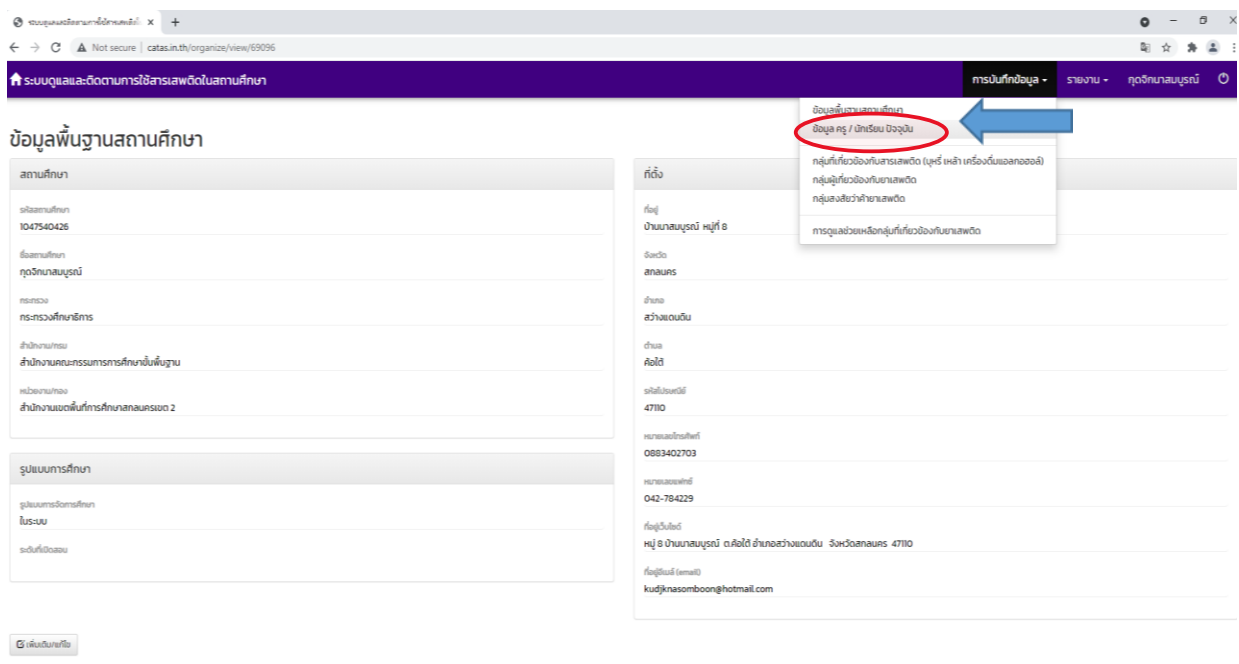 ระบบดูแลและติดตามการใช้สารเสพติดใ
Not secure | catas.in.th/organize/view/69096
ระบบดูแลและติดตามการใช้สารเสพติดในสถานศึกษา
การบันทึกข้อมูล
รายงาน
กุดจิกนาสมบูรณ์
ข้อมูลพื้นฐานสถานศึกษา
ข้อมูล ครู / นักเรียน ปัจจุบัน
กลุ่มที่เกี่ยวข้องกับสารเสพติด (บุหรี่ เหล้า เครื่องดื่มแอลกอฮอล์)
กลุ่มผู้เกี่ยวข้องกับยาเสพติด
กลุ่มสงสัยว่าค้ายาเสพติด
การดูแลช่วยเหลือกลุ่มที่เกี่ยวข้องกับยาเสพติด
ข้อมูลพื้นฐานสถานศึกษา
สถานศึกษา
รหัสสถานศึกษา
1047540426
ชื่อสถานศึกษา
กุดจิกนาสมบูรณ์
กระทรวง
กระทรวงศึกษาธิการ
สำนักงาน/กรม
สำนักงานคณะกรรมการการศึกษาขั้นพื้นฐาน
หน่วยงาน/กอง
สำนักงานเขตพื้นที่การศึกษาสกลนครเขต 2
รูปแบบการศึกษา
รูปแบบการจัดการศึกษา
ในระบบ
ระดับที่เปิดสอน
ที่ตั้ง
ที่อยู่
บ้านนาสมบูรณ์ หมู่ที่ 8
จังหวัด
สกลนคร
อำเภอ
สว่างแดนดิน
ตำบล
ค้อใต้
รหัสไปรษณีย์
47110
หมายเลขโทรศัพท์
0883402703
หมายเลขแฟกซ์
042-784229
ที่อยู่เว็บไซต์
หมู่ 8 บ้านนาสมบูรณ์ ต.ค้อใต้ อำเภอสว่างแดนดิน จังหวัดสกลนคร 47110
ที่อยู่อีเมล์ (email)
kudjknasomboon@hotmail.com
เพิ่มเติม/แก้ไข